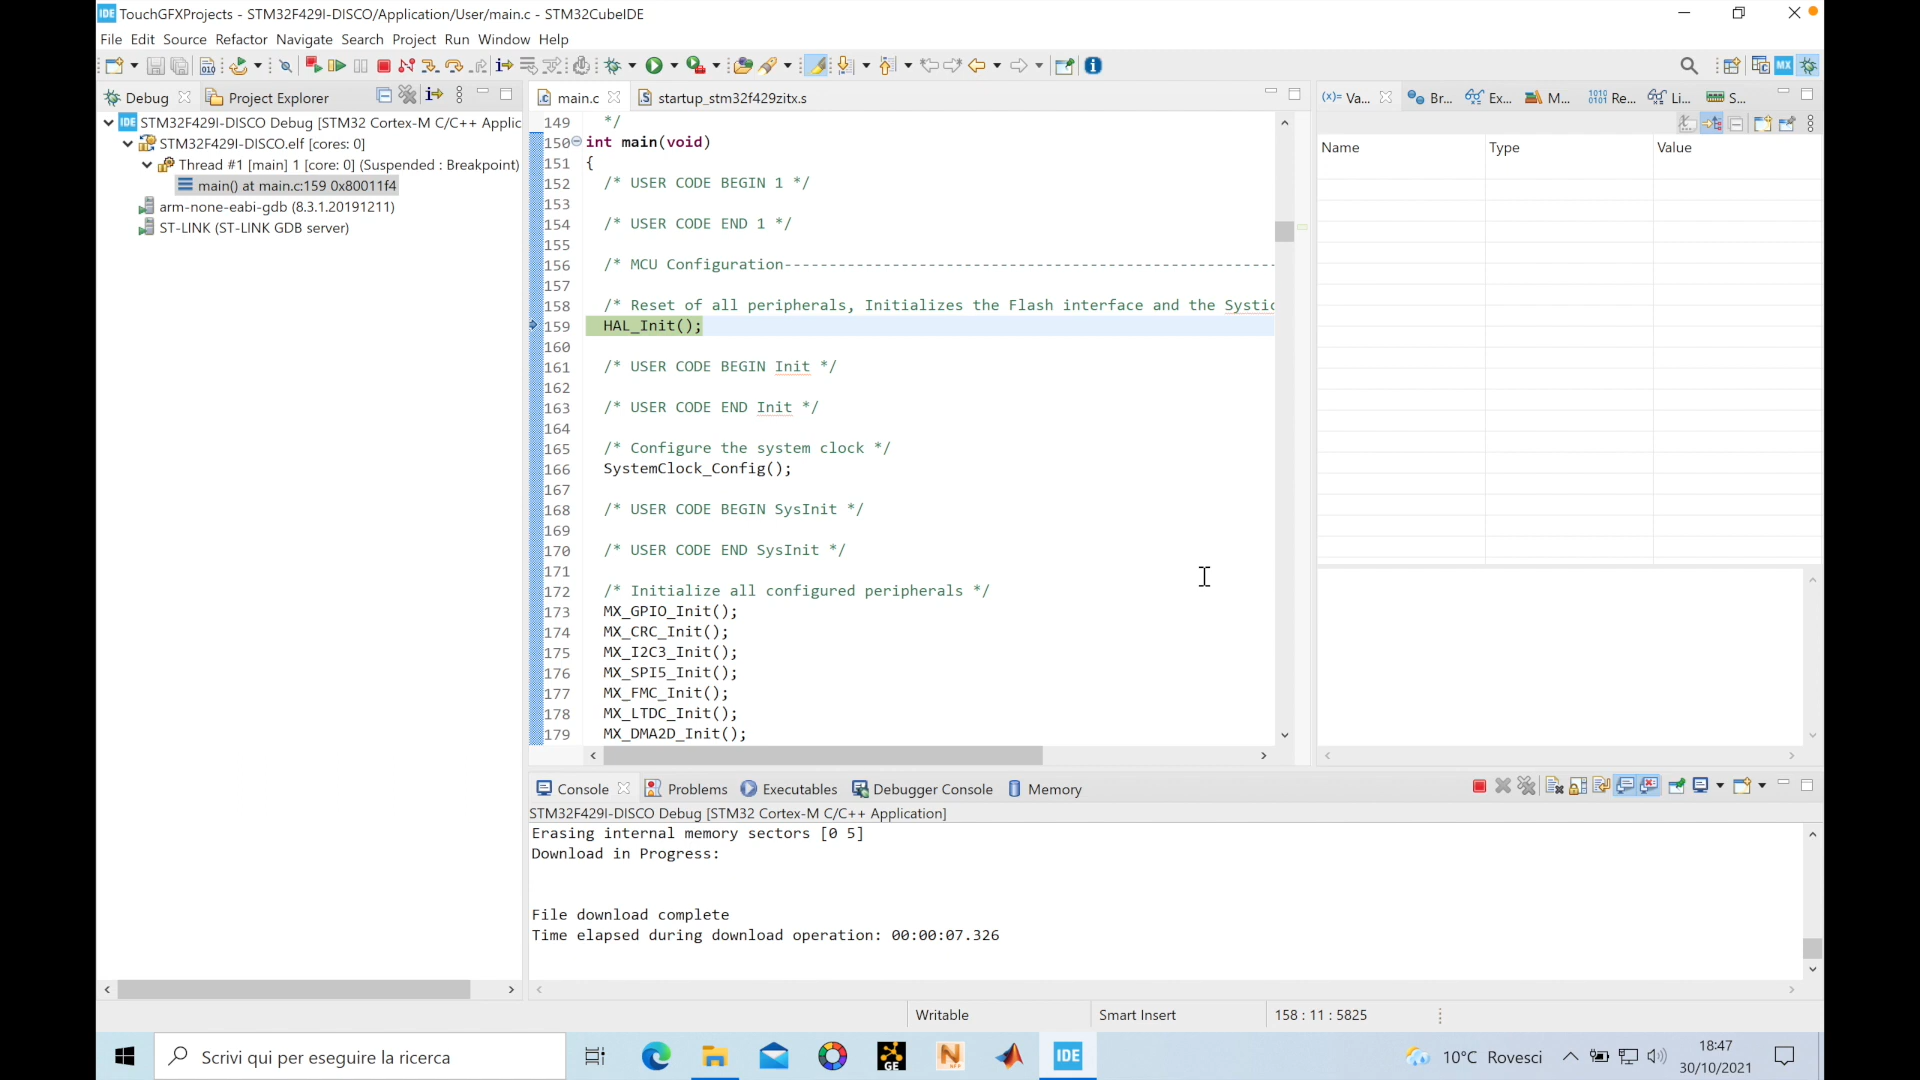 IDE TouchGFXProjects - STM32F429I-DISCO/Application/User/main.c - STM32CubeIDE
File Edit Source Refactor Navigate Search Project Run Window Help
Debug Project Explorer
main.c startup_stm32f429zitx.s
(x)= Va... Br... Ex... M... Re... Li... S...
IDE STM32F429I-DISCO Debug [STM32 Cortex-M C/C++ Applic
STM32F429I-DISCO.elf [cores: 0]
Thread #1 [main] 1 [core: 0] (Suspended : Breakpoint)
main() at main.c:159 0x80011f4
arm-none-eabi-gdb (8.3.1.20191211)
ST-LINK (ST-LINK GDB server)
149 */
150 int main(void)
151 {
152 /* USER CODE BEGIN 1 */
153
154 /* USER CODE END 1 */
155
156 /* MCU Configuration------------------------------------------------------
157
158 /* Reset of all peripherals, Initializes the Flash interface and the Systic
159 HAL_Init();
160
161 /* USER CODE BEGIN Init */
162
163 /* USER CODE END Init */
164
165 /* Configure the system clock */
166 SystemClock_Config();
167
168 /* USER CODE BEGIN SysInit */
169
170 /* USER CODE END SysInit */
171
172 /* Initialize all configured peripherals */
173 MX_GPIO_Init();
174 MX_CRC_Init();
175 MX_I2C3_Init();
176 MX_SPI5_Init();
177 MX_FMC_Init();
178 MX_LTDC_Init();
179 MX_DMA2D_Init();
Name Type Value
Console Problems Executables Debugger Console Memory
STM32F429I-DISCO Debug [STM32 Cortex-M C/C++ Application]
Erasing internal memory sectors [0 5]
Download in Progress:
File download complete
Time elapsed during download operation: 00:00:07.326
Writable Smart Insert 158 : 11 : 5825
Scrivi qui per eseguire la ricerca
GE
N
IDE
10°C Rovesci
18:47
30/10/2021